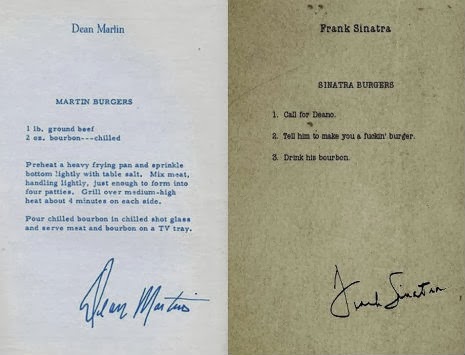 Dean Martin
MARTIN BURGERS
1 lb. ground beef
2 oz. bourbon---chilled
Preheat a heavy frying pan and sprinkle
bottom lightly with table salt. Mix meat,
handling lightly, just enough to form into
four patties. Grill over medium-high
heat about 4 minutes on each side.
Pour chilled bourbon in chilled shot glass
and serve meat and bourbon on a TV tray.
Dean Martin
Frank Sinatra
SINATRA BURGERS
1. Call for Deano.
2. Tell him to make you a fuckin' burger.
3. Drink his bourbon.
Frank Sinatra